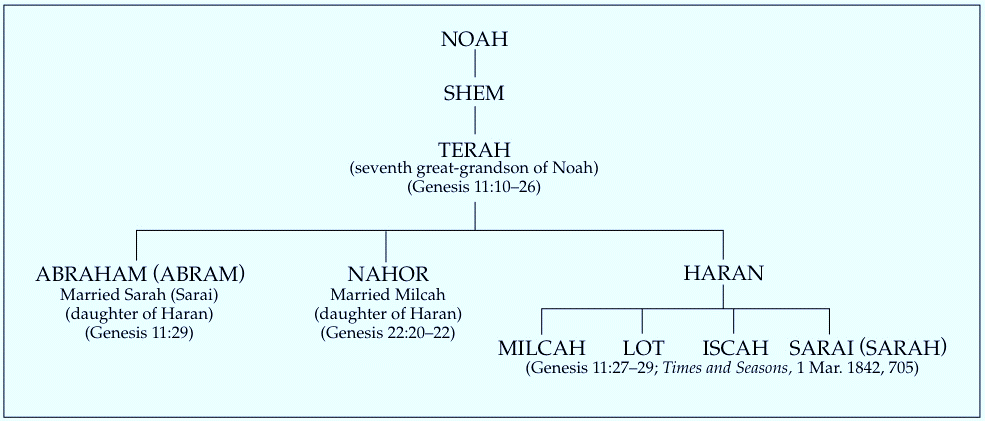 NOAH
SHEM
TERAH
(seventh great-grandson of Noah)
(Genesis 11:10–26)
ABRAHAM (ABRAM)
Married Sarah (Sarai)
(daughter of Haran)
(Genesis 11:29)
NAHOR
Married Milcah
(daughter of Haran)
(Genesis 22:20–22)
HARAN
MILCAH LOT ISCAH SARAI (SARAH)
(Genesis 11:27–29; Times and Seasons, 1 Mar. 1842, 705)